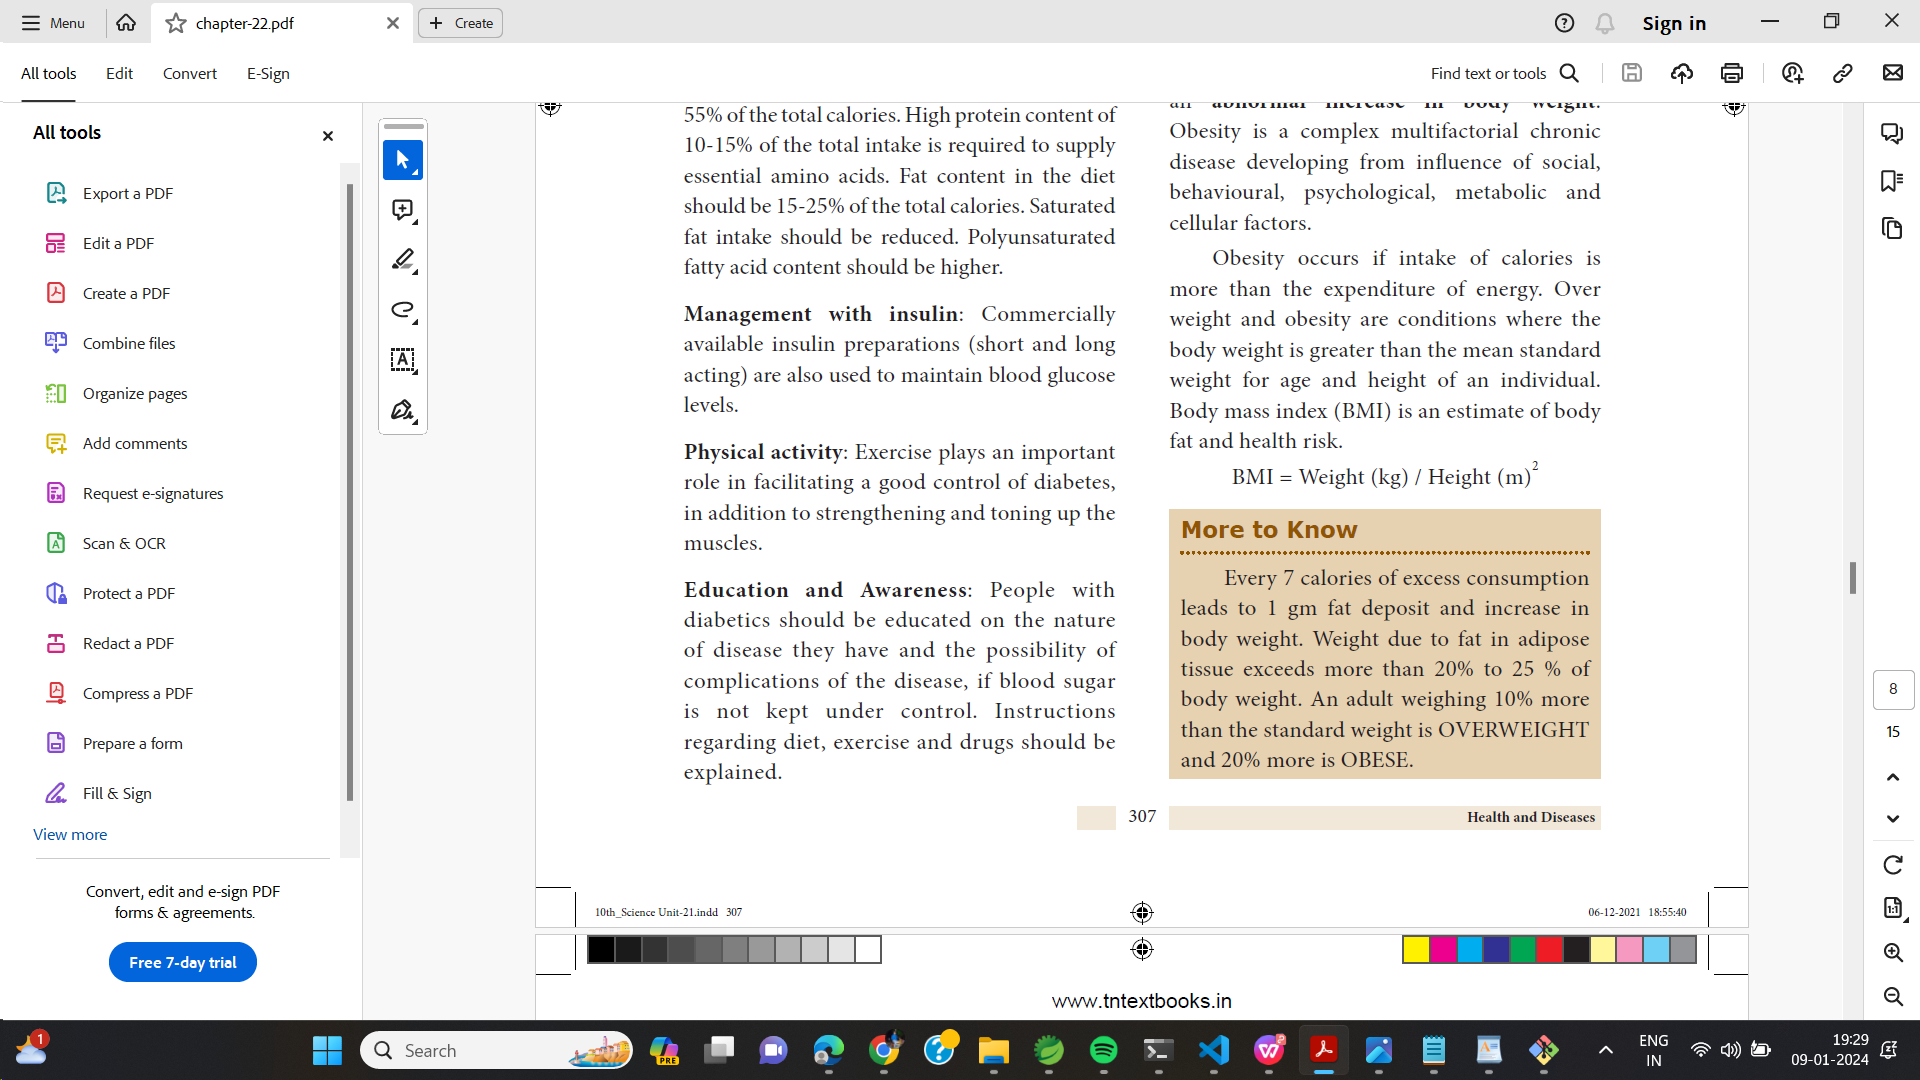 Menu
chapter-22.pdf
Create
Sign in
All tools
Edit
Convert
E-Sign
Find text or tools
All tools
Export a PDF
Edit a PDF
Create a PDF
Combine files
Organize pages
Add comments
Request e-signatures
Scan & OCR
Protect a PDF
Redact a PDF
Compress a PDF
Prepare a form
Fill & Sign
View more
Convert, edit and e-sign PDF
forms & agreements.
Free 7-day trial
55% of the total calories. High protein content of
10-15% of the total intake is required to supply
essential amino acids. Fat content in the diet
should be 15-25% of the total calories. Saturated
fat intake should be reduced. Polyunsaturated
fatty acid content should be higher.
Management with insulin: Commercially
available insulin preparations (short and long
acting) are also used to maintain blood glucose
levels.
Physical activity: Exercise plays an important
role in facilitating a good control of diabetes,
in addition to strengthening and toning up the
muscles.
Education and Awareness: People with
diabetics should be educated on the nature
of disease they have and the possibility of
complications of the disease, if blood sugar
is not kept under control. Instructions
regarding diet, exercise and drugs should be
explained.
an abnormal increase in body weight.
Obesity is a complex multifactorial chronic
disease developing from influence of social,
behavioural, psychological, metabolic and
cellular factors.
Obesity occurs if intake of calories is
more than the expenditure of energy. Over
weight and obesity are conditions where the
body weight is greater than the mean standard
weight for age and height of an individual.
Body mass index (BMI) is an estimate of body
fat and health risk.
BMI = Weight (kg) / Height (m)²
More to Know
Every 7 calories of excess consumption
leads to 1 gm fat deposit and increase in
body weight. Weight due to fat in adipose
tissue exceeds more than 20% to 25 % of
body weight. An adult weighing 10% more
than the standard weight is OVERWEIGHT
and 20% more is OBESE.
307
Health and Diseases
10th_Science Unit-21.indd 307
06-12-2021 18:55:40
www.tntextbooks.in
8
15
1:1
1
Search
PRE
ENG
IN
19:29
09-01-2024